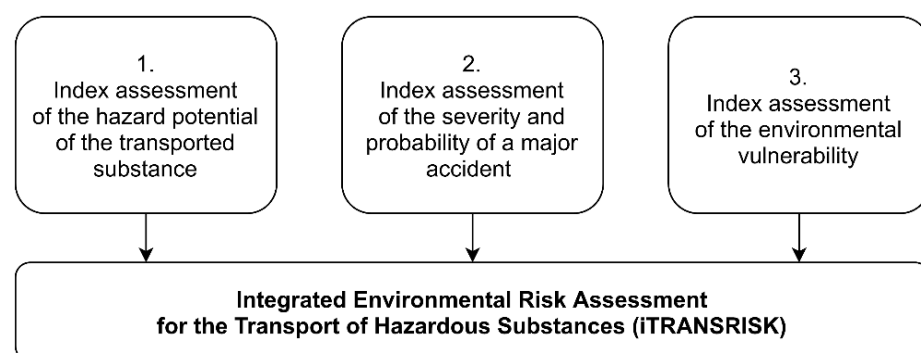 1.
Index assessment
of the hazard potential
of the transported
substance
2.
Index assessment
of the severity and
probability of a major
accident
3.
Index assessment
of the environmental
vulnerability
Integrated Environmental Risk Assessment
for the Transport of Hazardous Substances (iTRANSRISK)